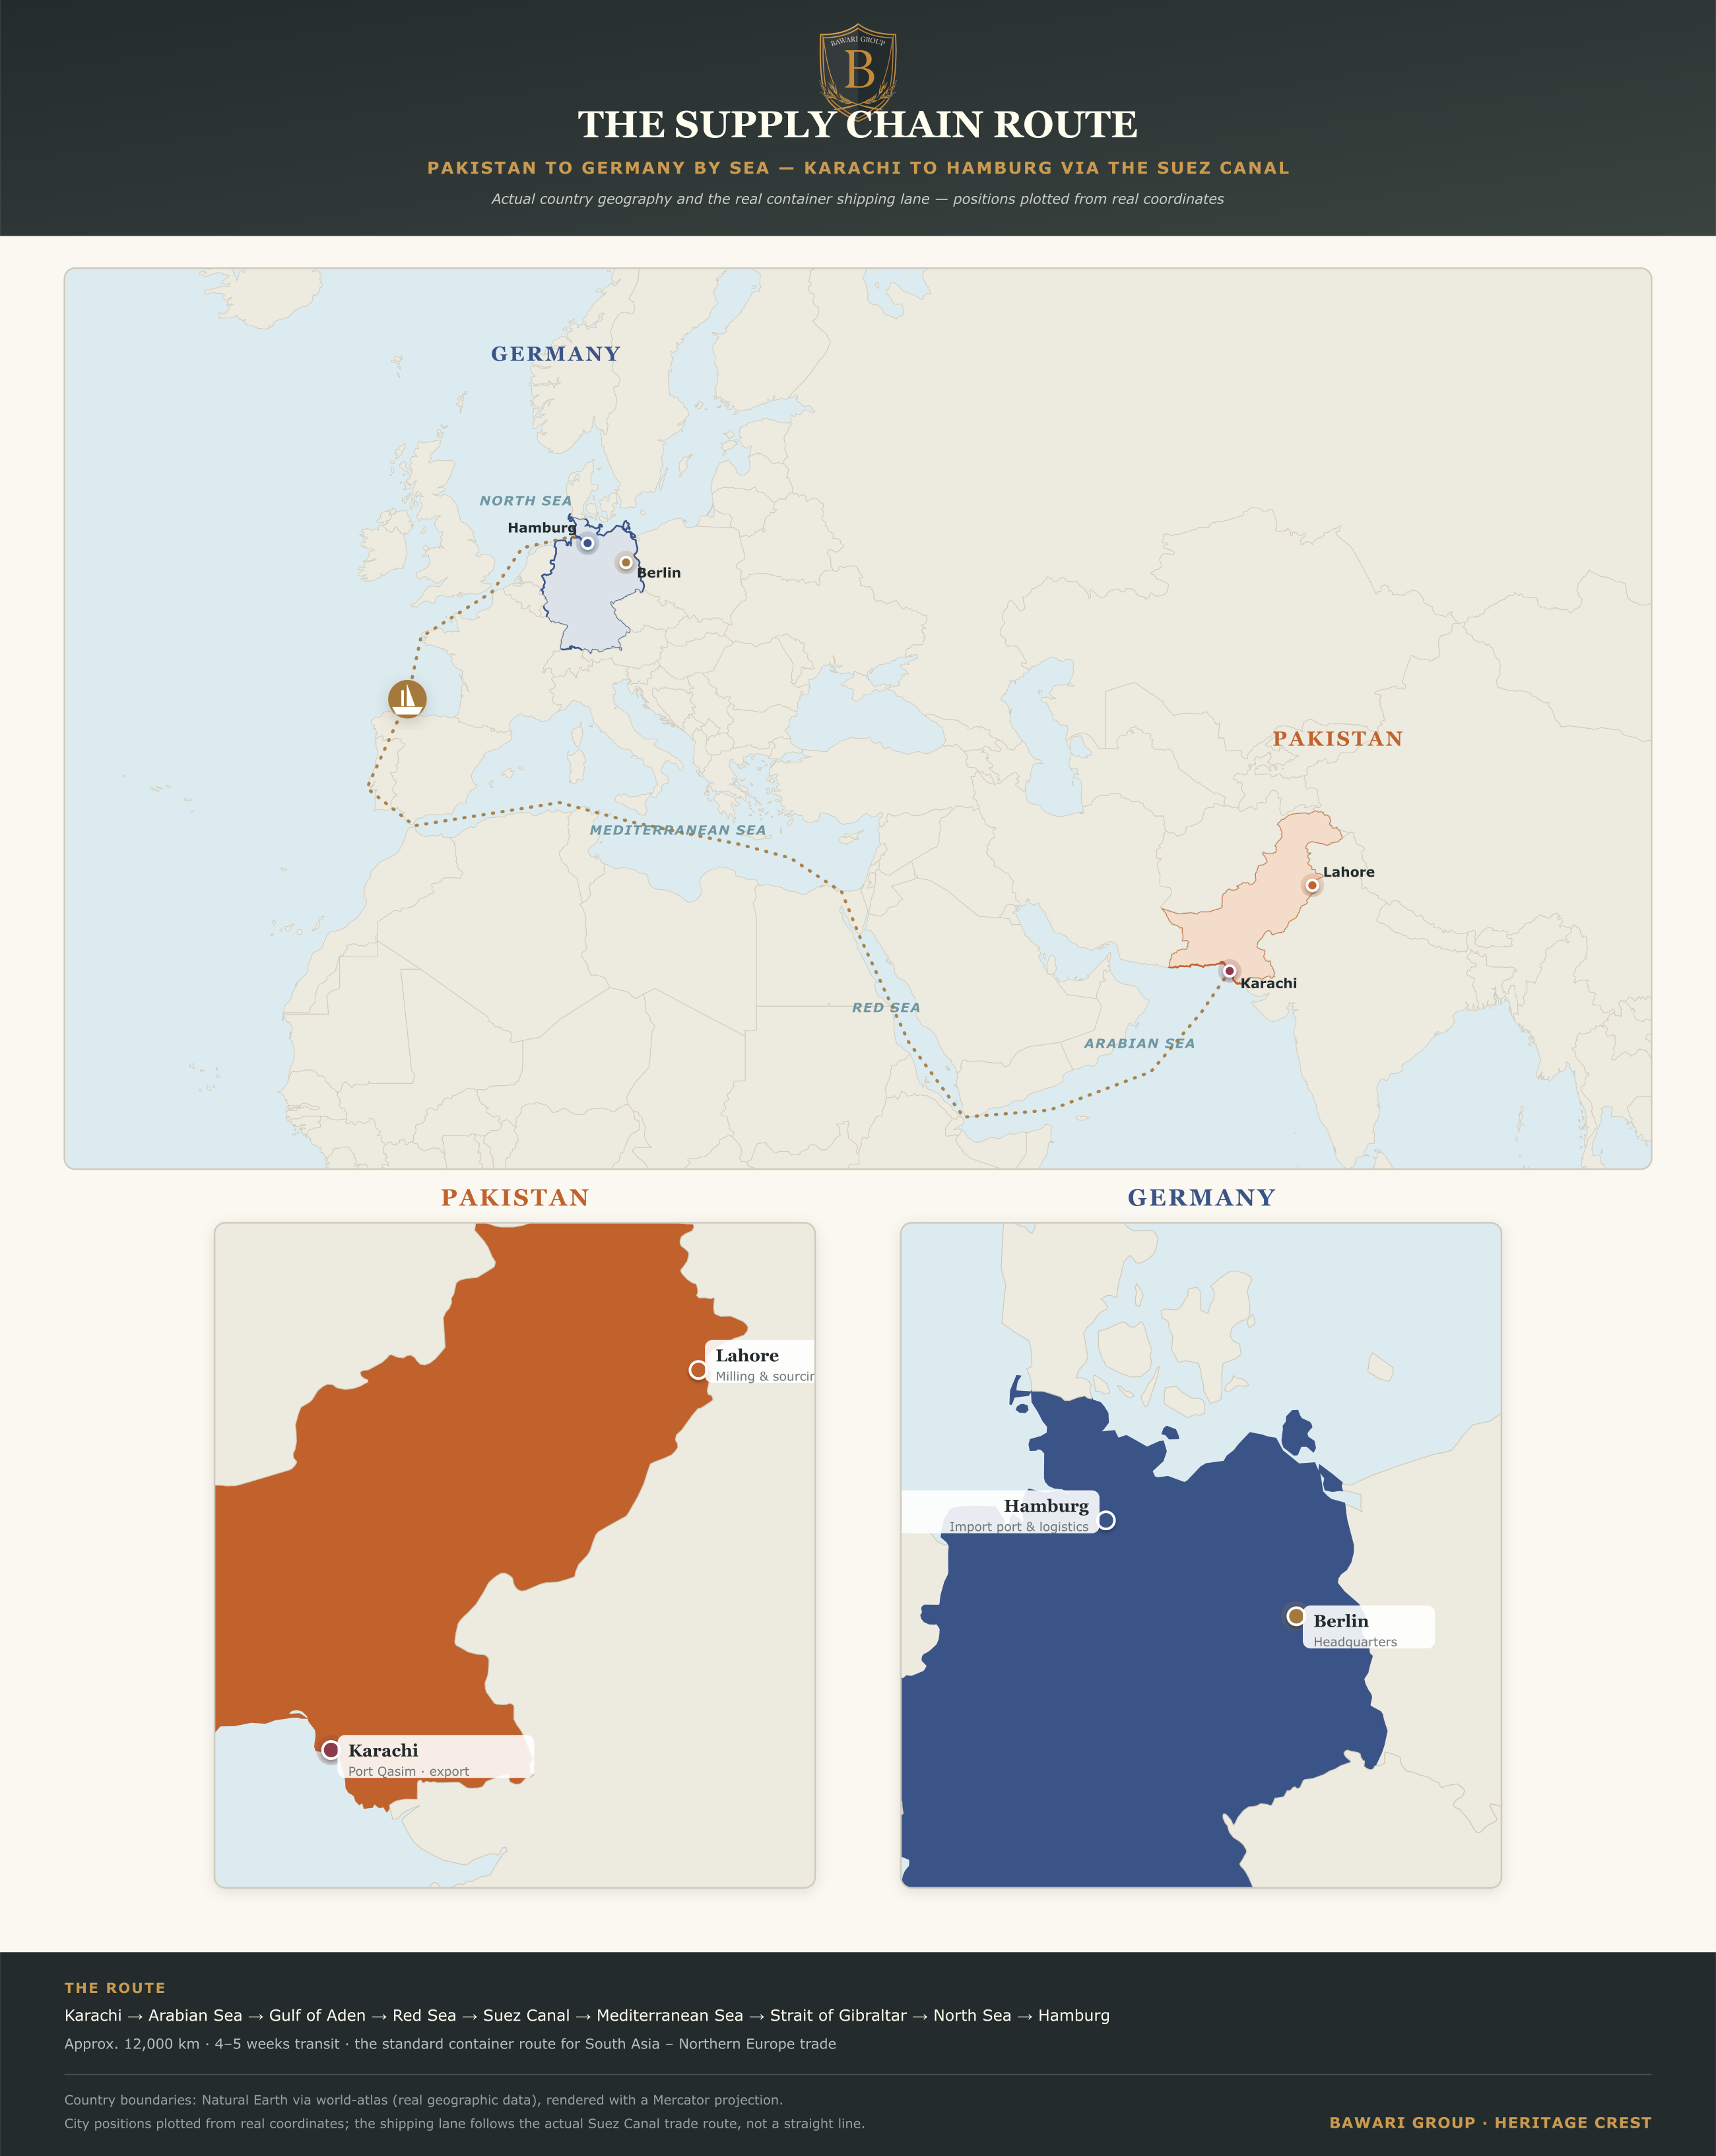 BAWARI GROUP
B
THE SUPPLY CHAIN ROUTE
PAKISTAN TO GERMANY BY SEA — KARACHI TO HAMBURG VIA THE SUEZ CANAL
Actual country geography and the real container shipping lane — positions plotted from real coordinates
GERMANY
NORTH SEA
Hamburg
Berlin
PAKISTAN
MEDITERRANEAN SEA
Lahore
Karachi
RED SEA
ARABIAN SEA
PAKISTAN
Lahore
Milling & sourcin
Karachi
Port Qasim · export
GERMANY
Hamburg
Import port & logistics
Berlin
Headquarters
THE ROUTE
Karachi → Arabian Sea → Gulf of Aden → Red Sea → Suez Canal → Mediterranean Sea → Strait of Gibraltar → North Sea → Hamburg
Approx. 12,000 km · 4–5 weeks transit · the standard container route for South Asia – Northern Europe trade
Country boundaries: Natural Earth via world-atlas (real geographic data), rendered with a Mercator projection.
City positions plotted from real coordinates; the shipping lane follows the actual Suez Canal trade route, not a straight line.
BAWARI GROUP · HERITAGE CREST